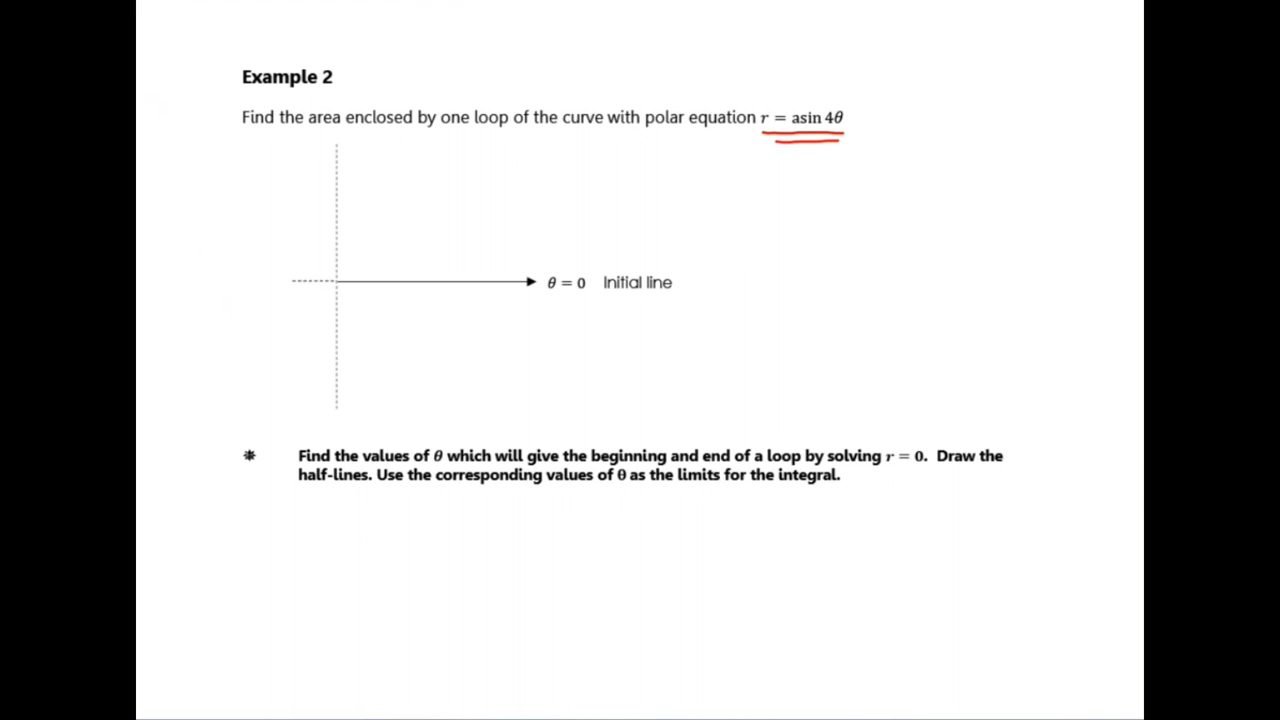 Example 2
Find the area enclosed by one loop of the curve with polar equation r = asin 4θ
θ = 0 Initial line
* Find the values of θ which will give the beginning and end of a loop by solving r = 0. Draw the
half-lines. Use the corresponding values of θ as the limits for the integral.